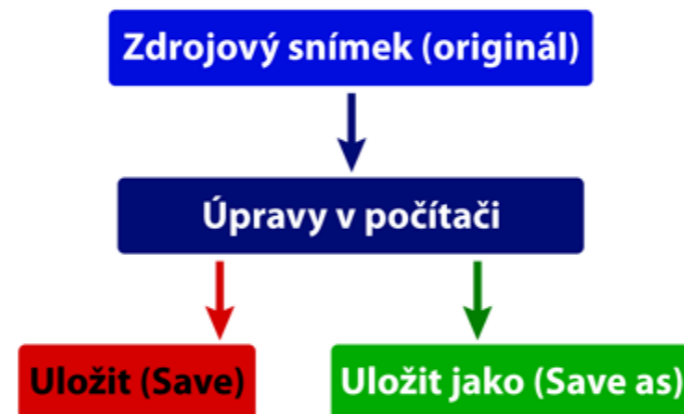 Zdrojový snímek (originál)
Úpravy v počítači
Uložit (Save)
Uložit jako (Save as)